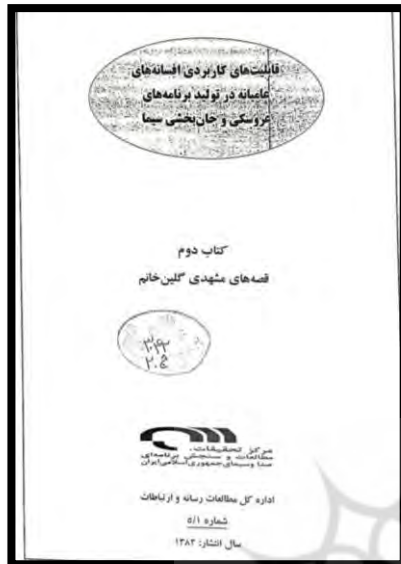 قابلیت‌های کاربردی افسانه‌های
عامیانه در تولید برنامه‌های
عروسکی و جان‌بخشی سیما
کتاب دوم
قصه‌های مشهدی گلین‌خانم
مرکز تحقیقات،
مطالعات و سنجش برنامه‌ای
صدا وسیمای جمهوری اسلامی ایران
اداره کل مطالعات رسانه و ارتباطات
شماره ۵/۱
سال انتشار: ۱۳۸۲